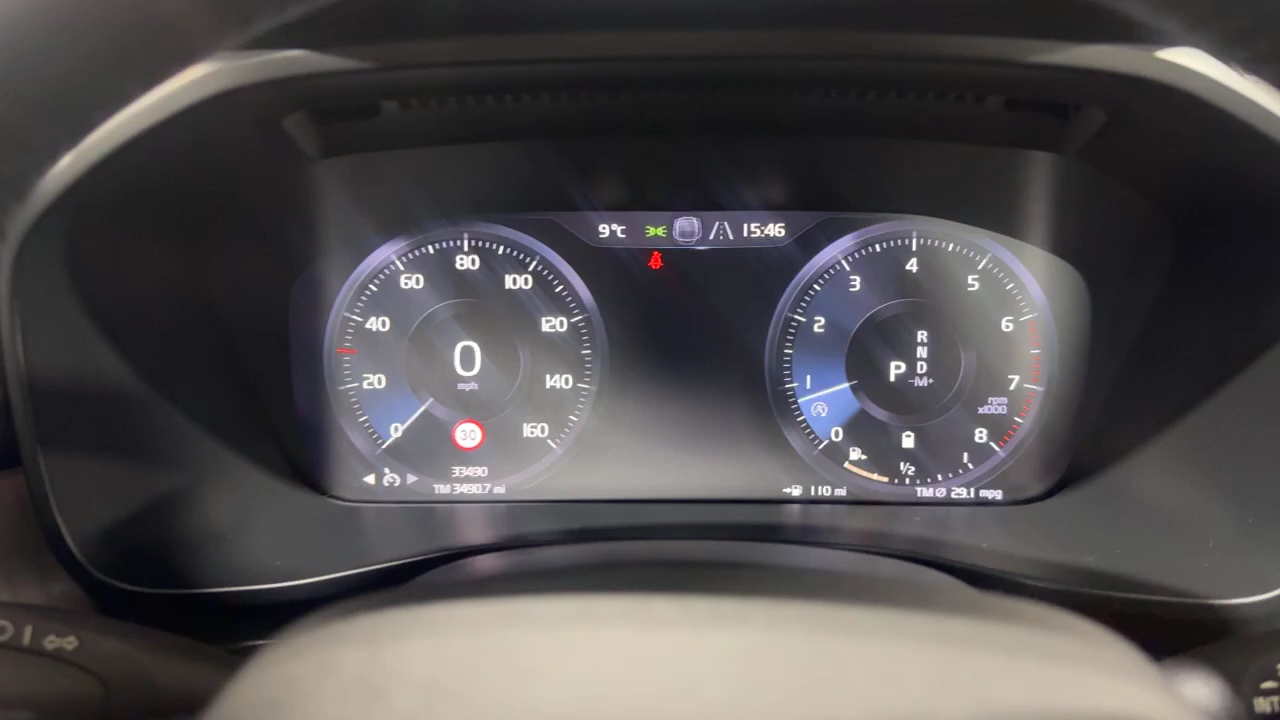 9°C 15:46
0 20 40 60 80 100 120 140 160
0
mph
30
33490
TM 3490.7 mi
0 1 2 3 4 5 6 7 8
R
N
D
P -M+
rpm
x1000
1/2 1
110 mi
TM Ø 29.1 mpg